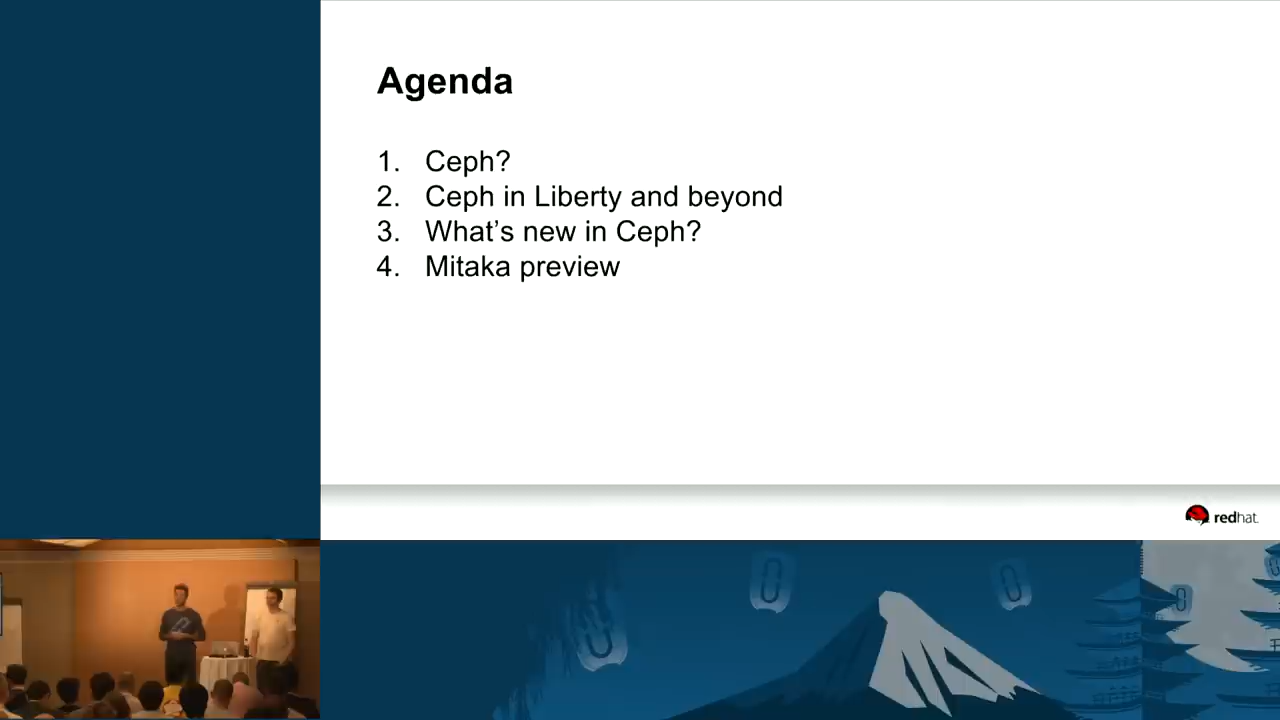 Agenda
1. Ceph?
2. Ceph in Liberty and beyond
3. What's new in Ceph?
4. Mitaka preview
redhat.